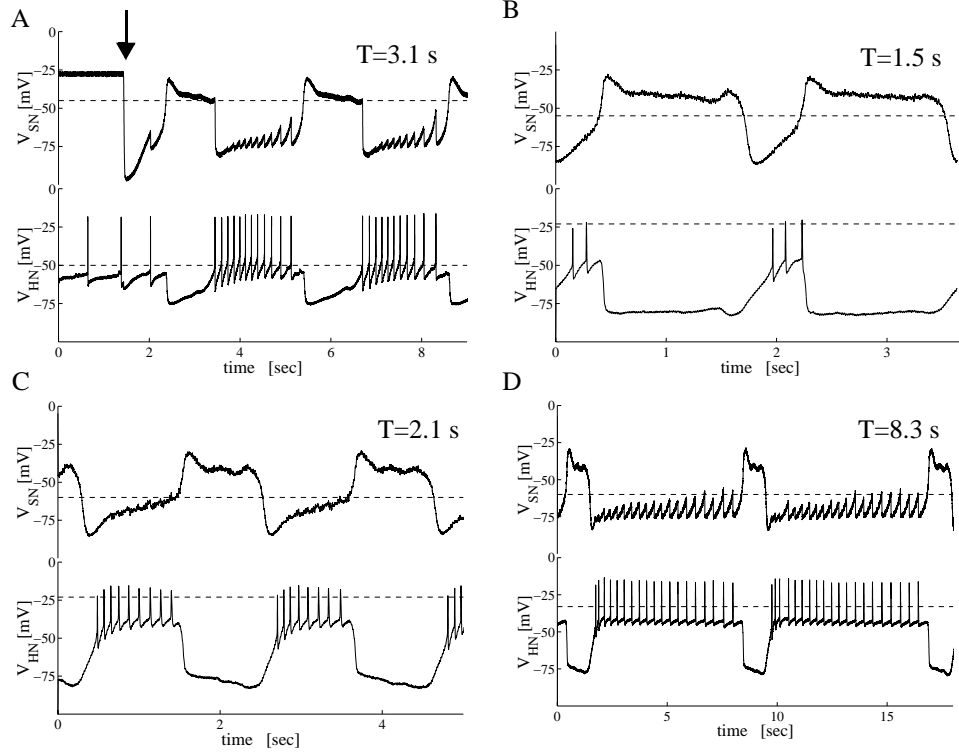 A
T=3.1 s
0
−25
−50
−75
V_SN [mV]
0
−25
−50
−75
V_HN [mV]
0 2 4 6 8
time [sec]
B
T=1.5 s
0
−25
−50
−75
V_SN [mV]
0
−25
−50
−75
V_HN [mV]
0 1 2 3
time [sec]
C
T=2.1 s
0
−25
−50
−75
V_SN [mV]
0
−25
−50
−75
V_HN [mV]
0 2 4
time [sec]
D
T=8.3 s
0
−25
−50
−75
V_SN [mV]
0
−25
−50
−75
V_HN [mV]
0 5 10 15
time [sec]